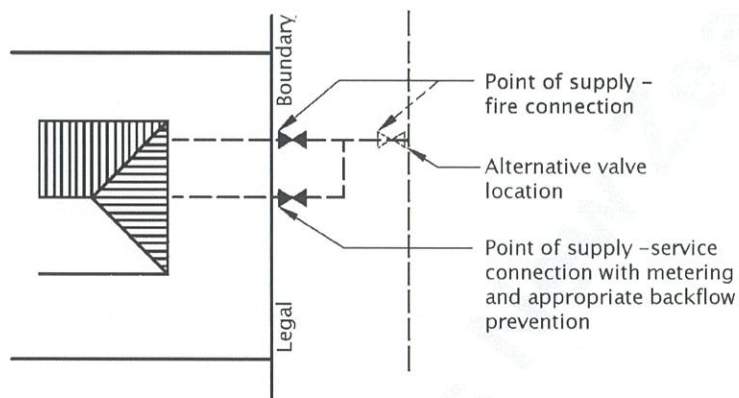 Boundary
Legal
Point of supply –
fire connection
Alternative valve
location
Point of supply –service
connection with metering
and appropriate backflow
prevention